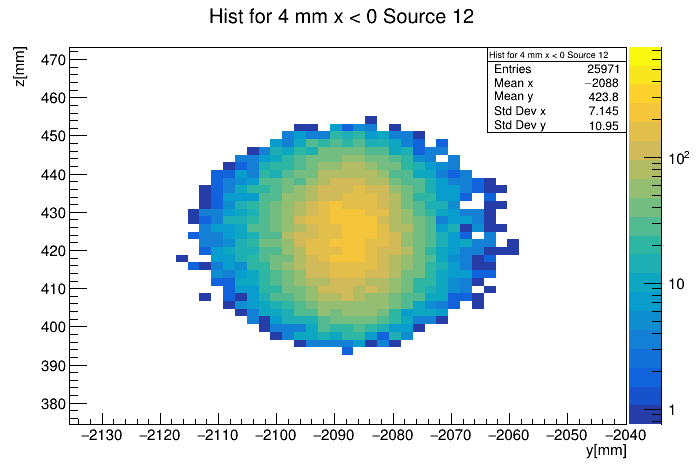 Hist for 4 mm x < 0 Source 12
z[mm]
470
460
450
440
430
420
410
400
390
380
Hist for 4 mm x < 0 Source 12
Entries 25971
Mean x −2088
Mean y 423.8
Std Dev x 7.145
Std Dev y 10.95
10²
10
1
−2130 −2120 −2110 −2100 −2090 −2080 −2070 −2060 −2050 −2040
y[mm]